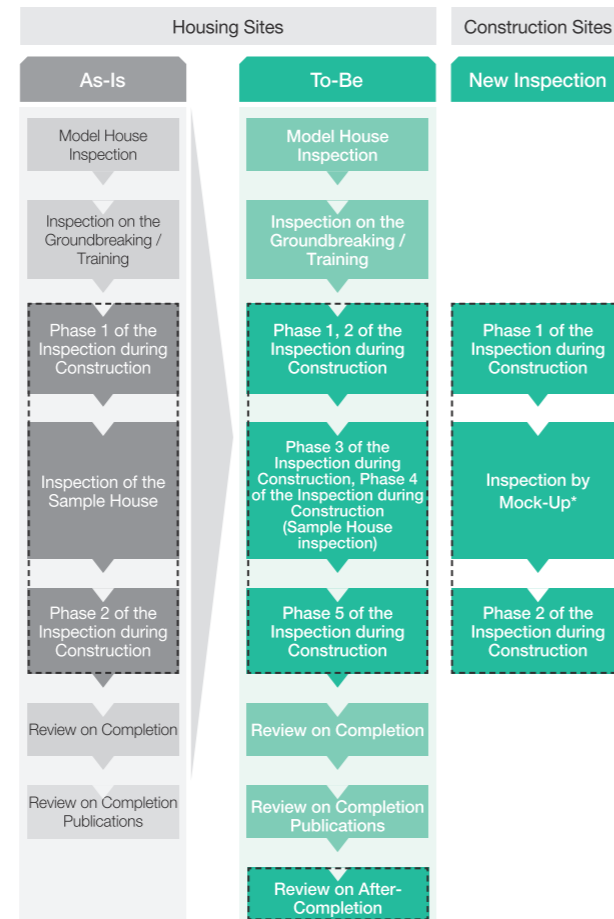 Housing Sites
Construction Sites
As-Is
To-Be
New Inspection
Model House
Inspection
Inspection on the
Groundbreaking /
Training
Phase 1 of the
Inspection during
Construction
Inspection of the
Sample House
Phase 2 of the
Inspection during
Construction
Review on Completion
Review on Completion
Publications
Model House
Inspection
Inspection on the
Groundbreaking /
Training
Phase 1, 2 of the
Inspection during
Construction
Phase 3 of the
Inspection during
Construction, Phase 4
of the Inspection during
Construction
(Sample House
inspection)
Phase 5 of the
Inspection during
Construction
Review on Completion
Review on Completion
Publications
Review on After-
Completion
Phase 1 of the
Inspection during
Construction
Inspection by
Mock-Up*
Phase 2 of the
Inspection during
Construction